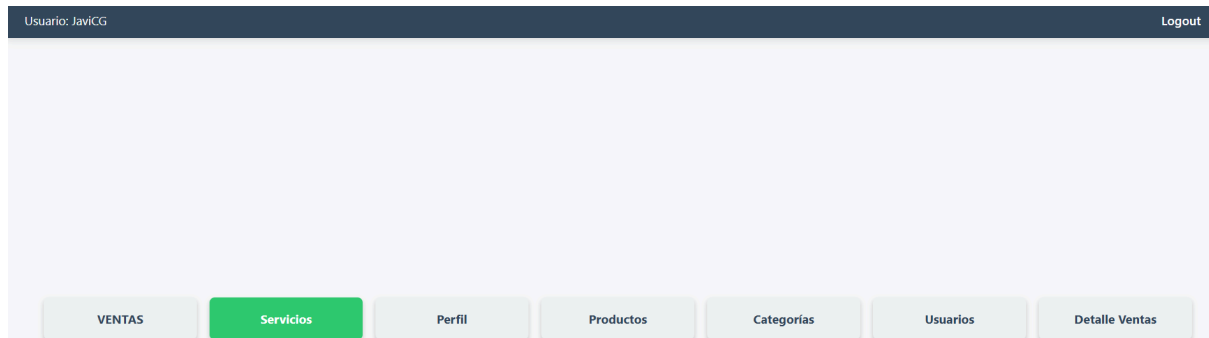 Usuario: JaviCG Logout
VENTAS Servicios Perfil Productos Categorías Usuarios Detalle Ventas